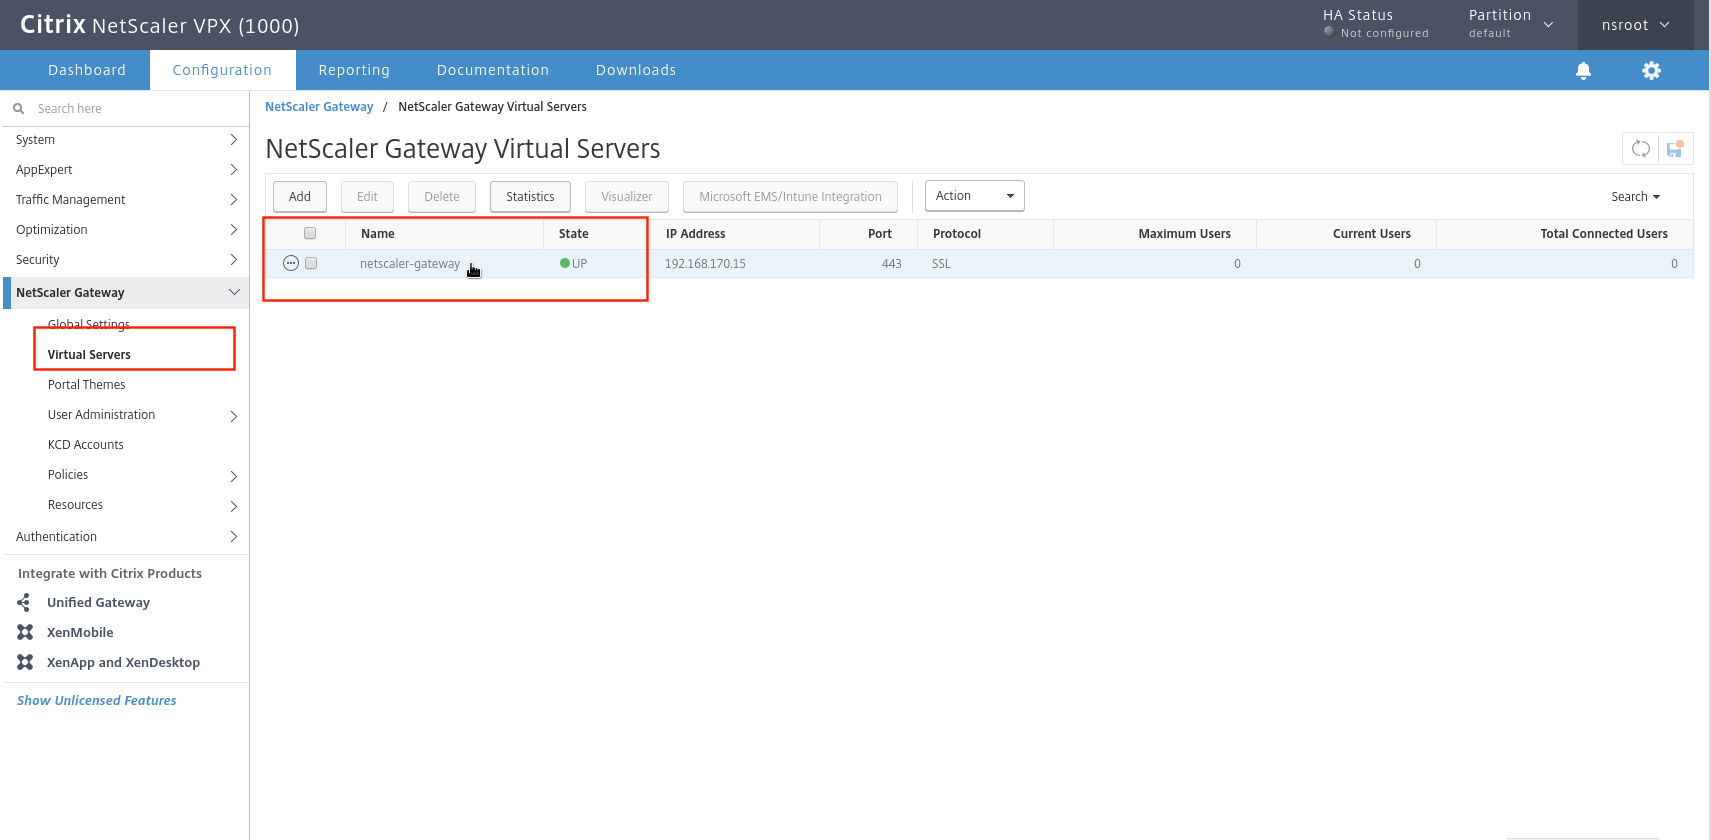 Citrix NetScaler VPX (1000)
HA Status
Not configured
Partition
default
nsroot
Dashboard
Configuration
Reporting
Documentation
Downloads
Search here
System
AppExpert
Traffic Management
Optimization
Security
NetScaler Gateway
Global Settings
Virtual Servers
Portal Themes
User Administration
KCD Accounts
Policies
Resources
Authentication
Integrate with Citrix Products
Unified Gateway
XenMobile
XenApp and XenDesktop
Show Unlicensed Features
NetScaler Gateway / NetScaler Gateway Virtual Servers
NetScaler Gateway Virtual Servers
Add Edit Delete Statistics Visualizer Microsoft EMS/Intune Integration Action Search
Name State IP Address Port Protocol Maximum Users Current Users Total Connected Users
netscaler-gateway UP 192.168.170.15 443 SSL 0 0 0